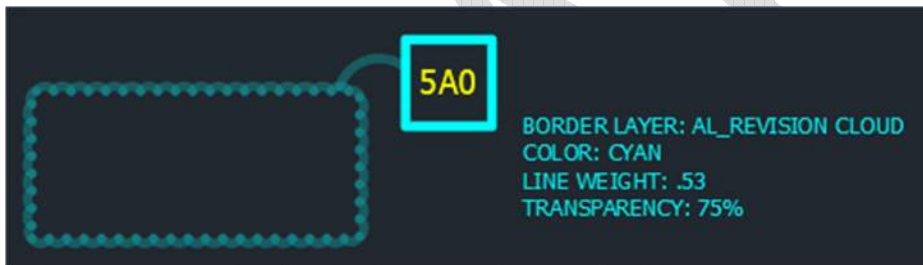 5A0
BORDER LAYER: AL_REVISION CLOUD
COLOR: CYAN
LINE WEIGHT: .53
TRANSPARENCY: 75%